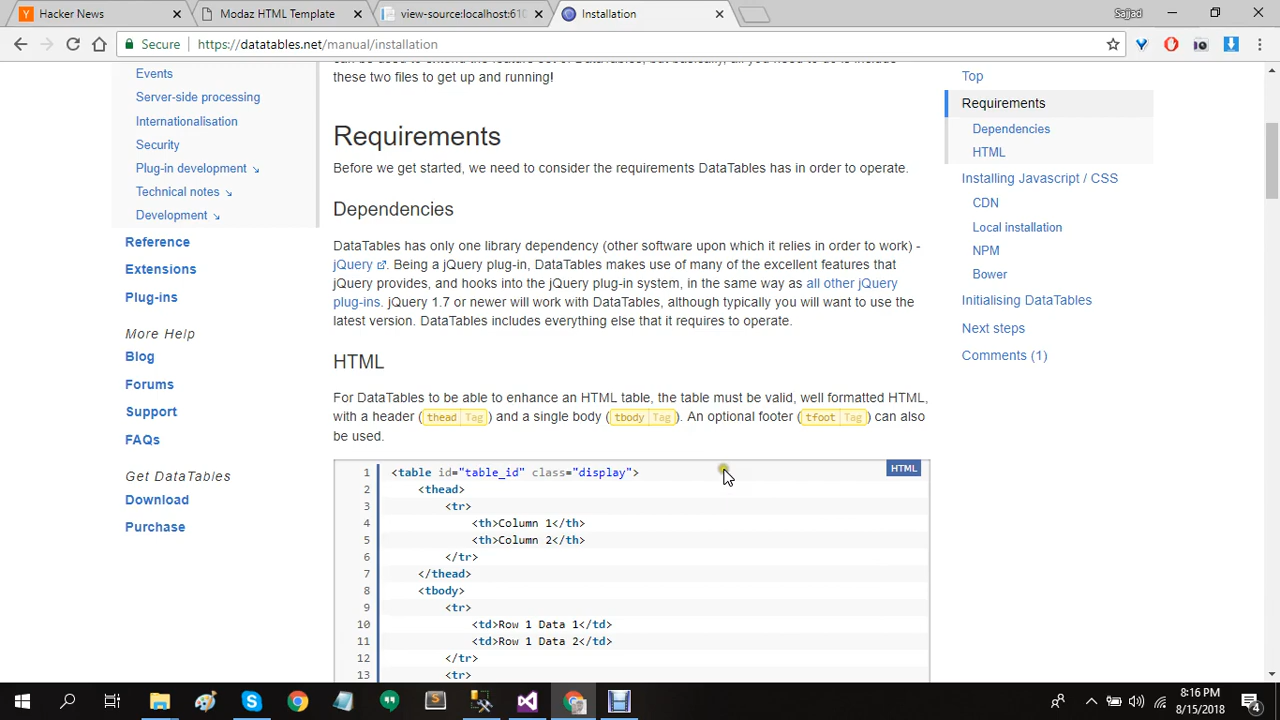 Hacker News
Modaz HTML Template
view-source:localhost:610
Installation
Sajjad
Secure
https://datatables.net/manual/installation
these two files to get up and running!
Events
Server-side processing
Internationalisation
Security
Plug-in development ↘
Technical notes ↘
Development ↘
Reference
Extensions
Plug-ins
More Help
Blog
Forums
Support
FAQs
Get DataTables
Download
Purchase
Requirements
Before we get started, we need to consider the requirements DataTables has in order to operate.
Dependencies
DataTables has only one library dependency (other software upon which it relies in order to work) -
jQuery. Being a jQuery plug-in, DataTables makes use of many of the excellent features that
jQuery provides, and hooks into the jQuery plug-in system, in the same way as all other jQuery
plug-ins. jQuery 1.7 or newer will work with DataTables, although typically you will want to use the
latest version. DataTables includes everything else that it requires to operate.
HTML
For DataTables to be able to enhance an HTML table, the table must be valid, well formatted HTML,
with a header (thead Tag) and a single body (tbody Tag). An optional footer (tfoot Tag) can also
be used.
HTML
1 <table id="table_id" class="display">
2 <thead>
3 <tr>
4 <th>Column 1</th>
5 <th>Column 2</th>
6 </tr>
7 </thead>
8 <tbody>
9 <tr>
10 <td>Row 1 Data 1</td>
11 <td>Row 1 Data 2</td>
12 </tr>
13 <tr>
Top
Requirements
Dependencies
HTML
Installing Javascript / CSS
CDN
Local installation
NPM
Bower
Initialising DataTables
Next steps
Comments (1)
8:16 PM
8/15/2018
4